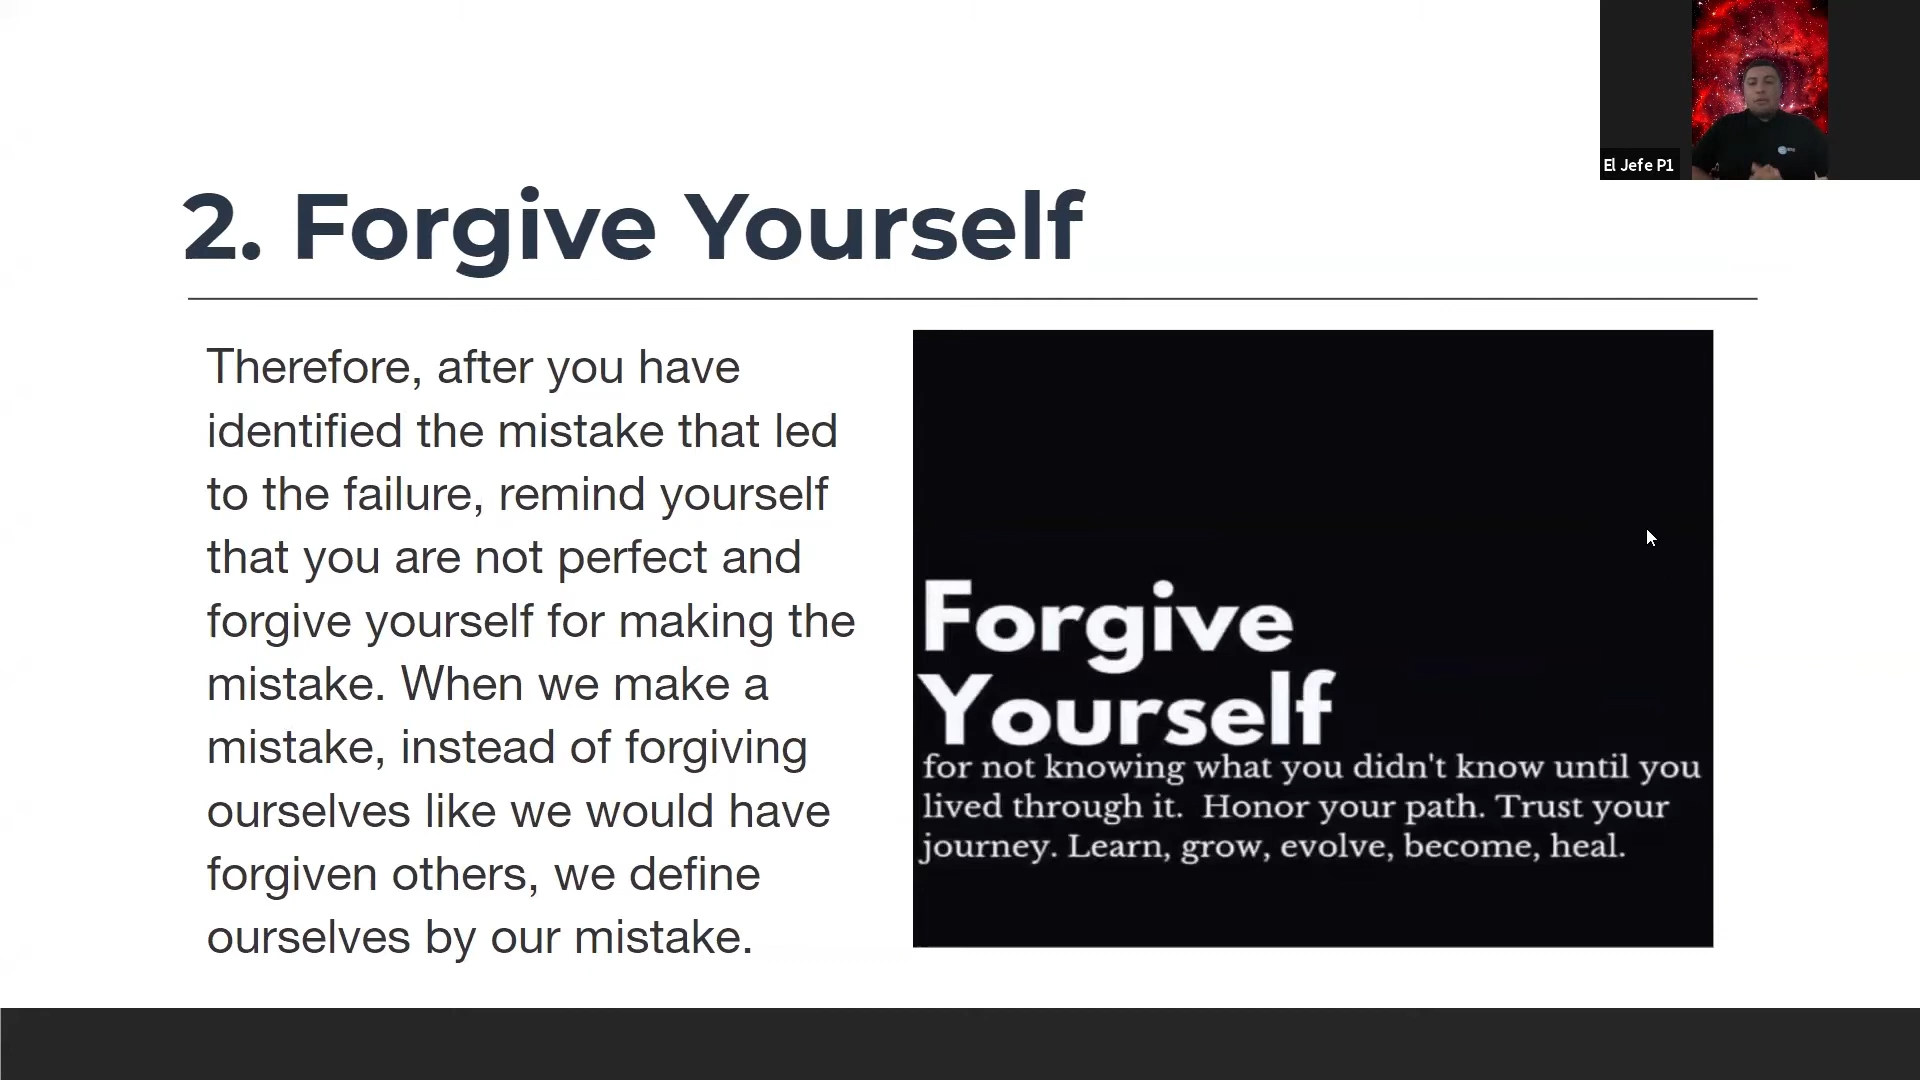 El Jefe P1
2. Forgive Yourself
Therefore, after you have
identified the mistake that led
to the failure, remind yourself
that you are not perfect and
forgive yourself for making the
mistake. When we make a
mistake, instead of forgiving
ourselves like we would have
forgiven others, we define
ourselves by our mistake.
Forgive
Yourself
for not knowing what you didn't know until you
lived through it. Honor your path. Trust your
journey. Learn, grow, evolve, become, heal.